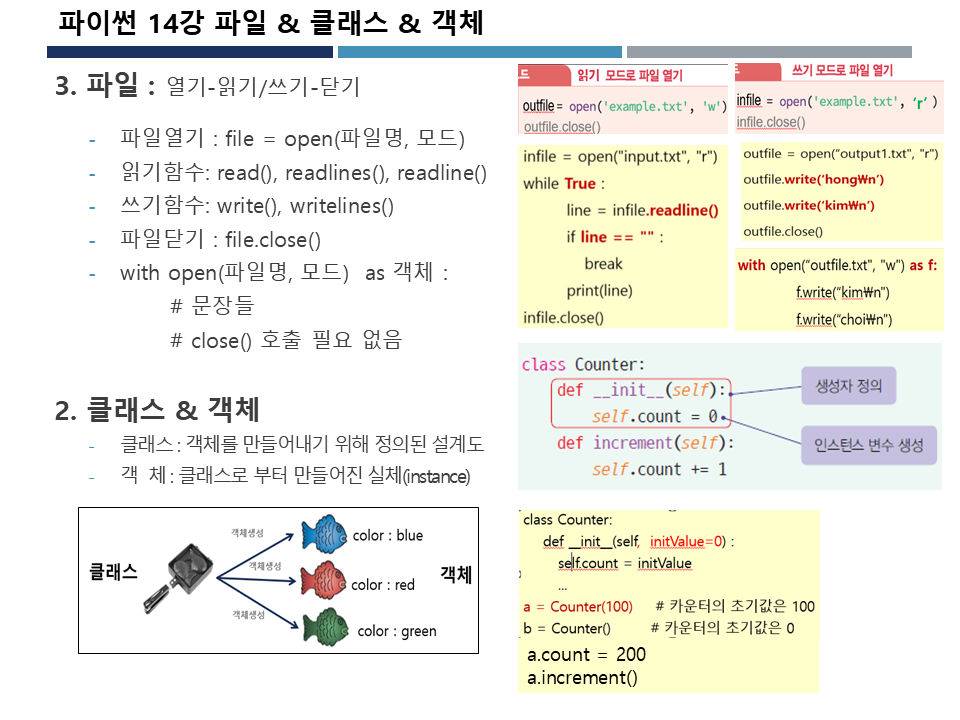 파이썬 14강 파일 & 클래스 & 객체
3. 파일 : 열기-읽기/쓰기-닫기
- 파일열기 : file = open(파일명, 모드)
- 읽기함수: read(), readlines(), readline()
- 쓰기함수: write(), writelines()
- 파일닫기 : file.close()
- with open(파일명, 모드) as 객체 :
# 문장들
# close() 호출 필요 없음
2. 클래스 & 객체
- 클래스 : 객체를 만들어내기 위해 정의된 설계도
- 객 체 : 클래스로 부터 만들어진 실체(instance)
클래스
객체생성
color : blue
객체생성
color : red
객체생성
color : green
객체
읽기 모드로 파일 열기
outfile= open('example.txt', 'w')
outfile.close()
쓰기 모드로 파일 열기
infile = open('example.txt', 'r' )
infile.close()
infile = open("input.txt", "r")
while True :
line = infile.readline()
if line == "" :
break
print(line)
infile.close()
outfile = open("output1.txt", "r")
outfile.write('hong₩n')
outfile.write('kim₩n')
outfile.close()
with open("outfile.txt", "w") as f:
f.write("kim₩n")
f.write("choi₩n")
class Counter:
def __init__(self):
self.count = 0
def increment(self):
self.count += 1
생성자 정의
인스턴스 변수 생성
class Counter:
def __init__(self, initValue=0) :
self.count = initValue
...
a = Counter(100) # 카운터의 초기값은 100
b = Counter() # 카운터의 초기값은 0
a.count = 200
a.increment()